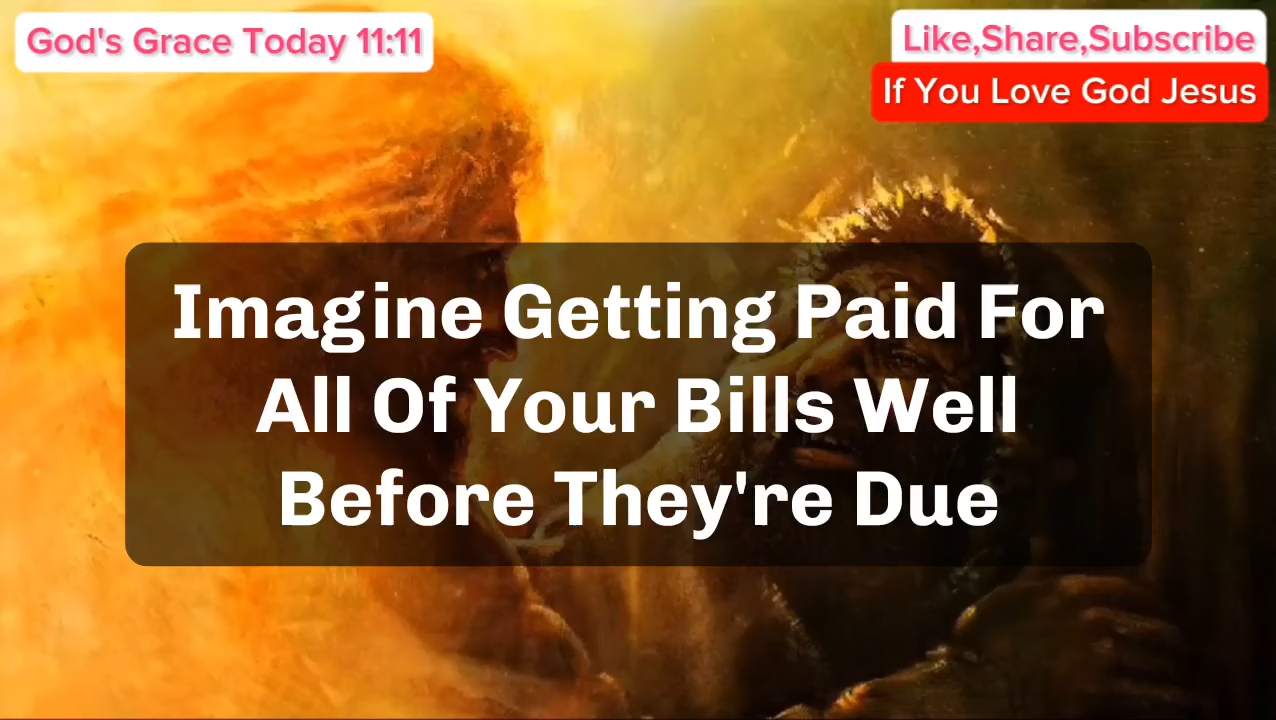 God's Grace Today 11:11
Like,Share,Subscribe
If You Love God Jesus
Imagine Getting Paid For
All Of Your Bills Well
Before They're Due